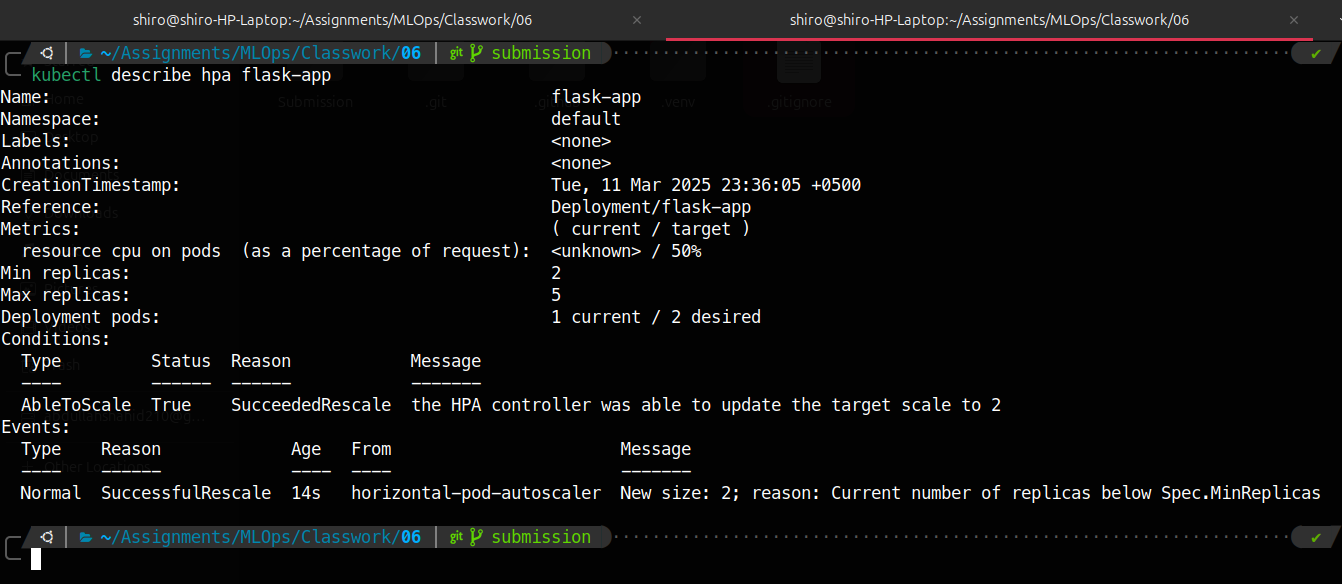 shiro@shiro-HP-Laptop:~/Assignments/MLOps/Classwork/06 × shiro@shiro-HP-Laptop:~/Assignments/MLOps/Classwork/06 ×
~/Assignments/MLOps/Classwork/06 git submission ✔
kubectl describe hpa flask-app
Name: flask-app
Namespace: default
Labels: <none>
Annotations: <none>
CreationTimestamp: Tue, 11 Mar 2025 23:36:05 +0500
Reference: Deployment/flask-app
Metrics: ( current / target )
resource cpu on pods (as a percentage of request): <unknown> / 50%
Min replicas: 2
Max replicas: 5
Deployment pods: 1 current / 2 desired
Conditions:
Type Status Reason Message
---- ------ ------ -------
AbleToScale True SucceededRescale the HPA controller was able to update the target scale to 2
Events:
Type Reason Age From Message
---- ------ ---- ---- -------
Normal SuccessfulRescale 14s horizontal-pod-autoscaler New size: 2; reason: Current number of replicas below Spec.MinReplicas
~/Assignments/MLOps/Classwork/06 git submission ✔